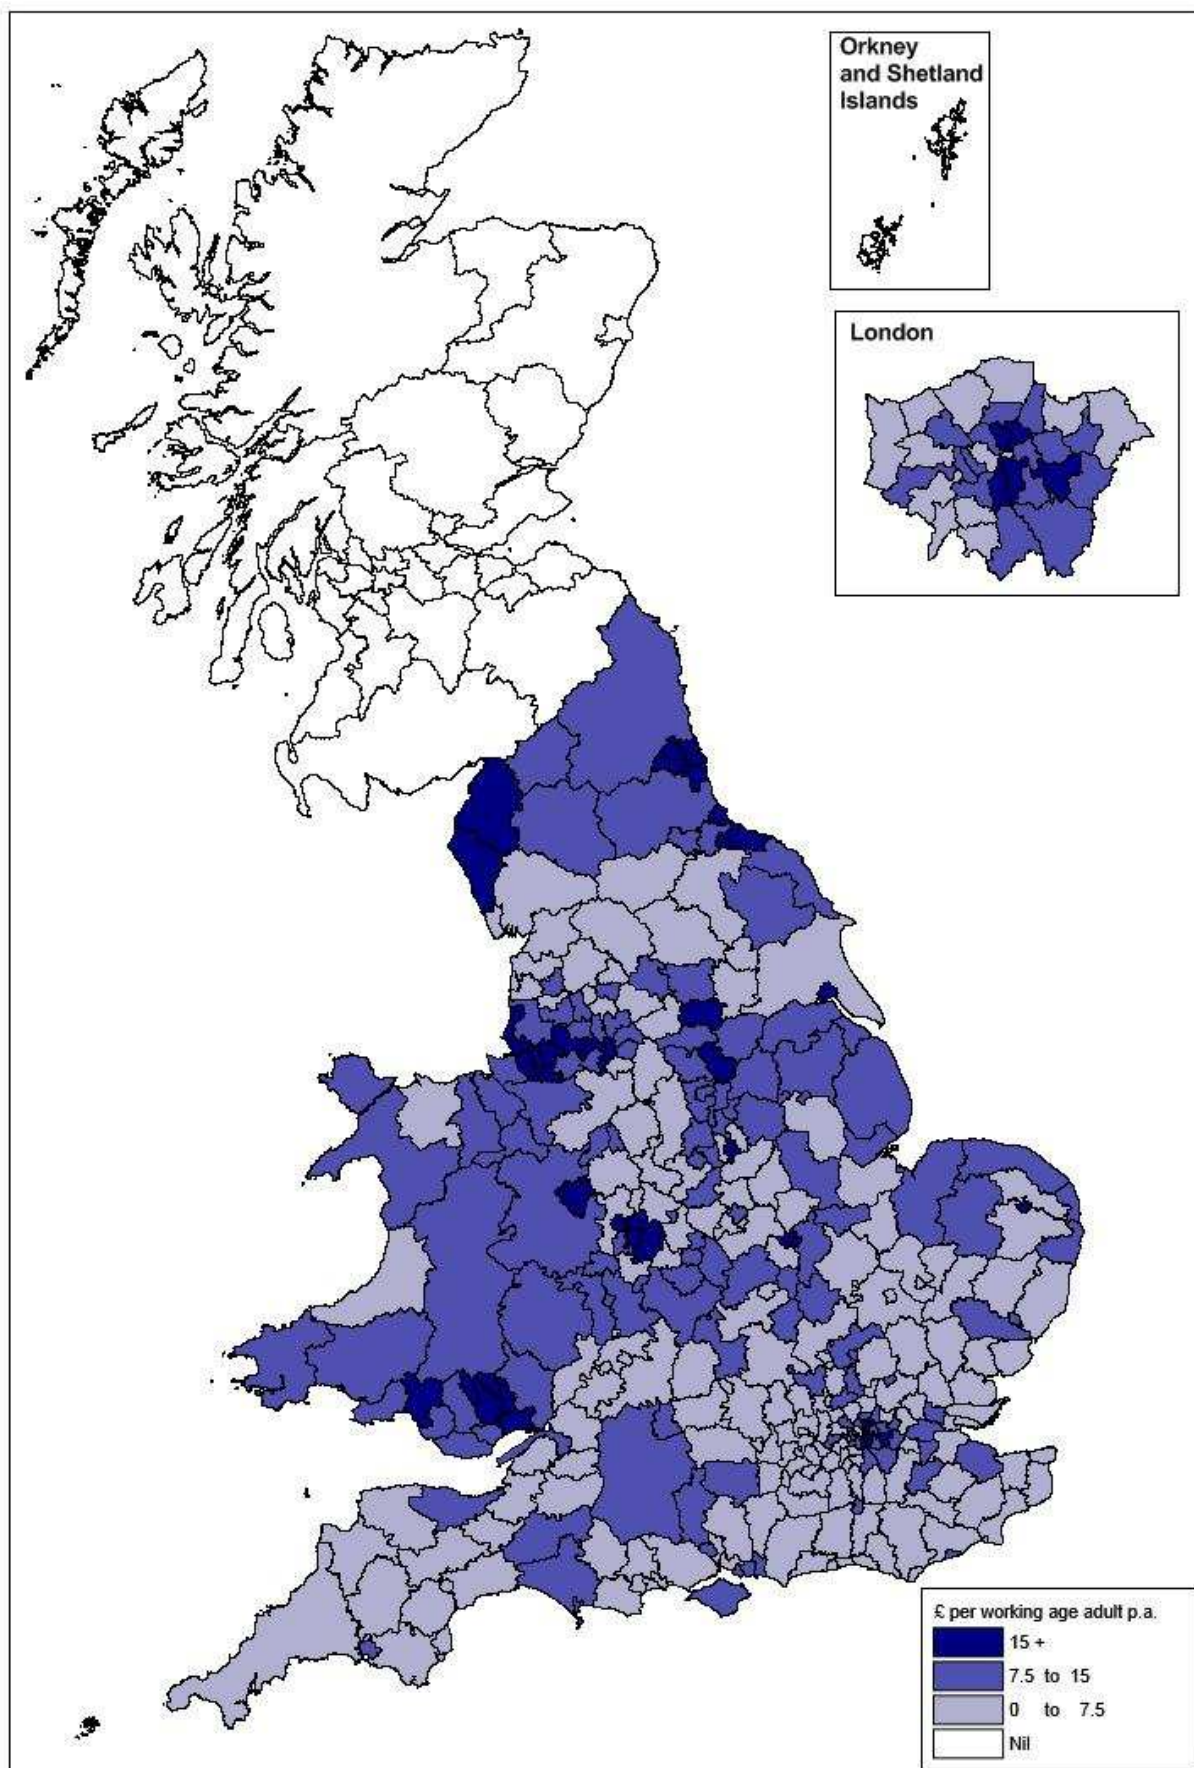 Orkney
and Shetland
Islands
London
£ per working age adult p.a.
15 +
7.5 to 15
0 to 7.5
Nil